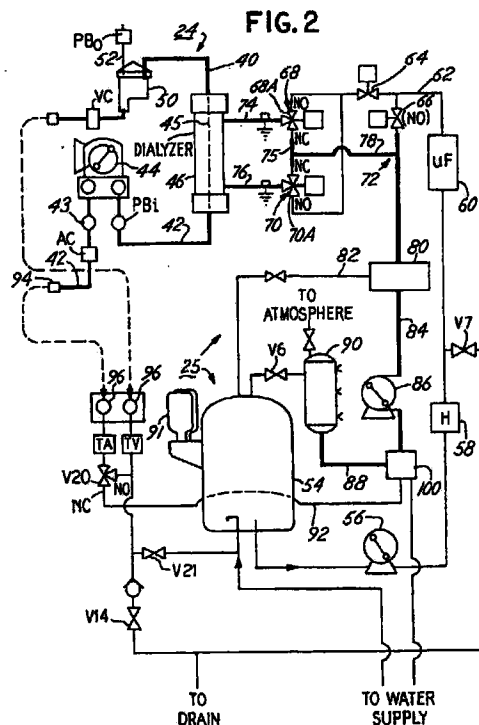 FIG. 2
PBo
24
64
52
40
68
62
68A
NO
50
74
66
(NO)
VC
45
DIALYZER
75
NC
78
uF
44
46
76
NC
72
60
43
PBi
70
NO
70A
AC
42
82
80
94
42
TO
ATMOSPHERE
84
V7
25
90
V6
86
H
96
96
91
58
TA
TV
54
88
100
V20
NO
56
NC
92
V21
V14
TO
DRAIN
TO WATER
SUPPLY